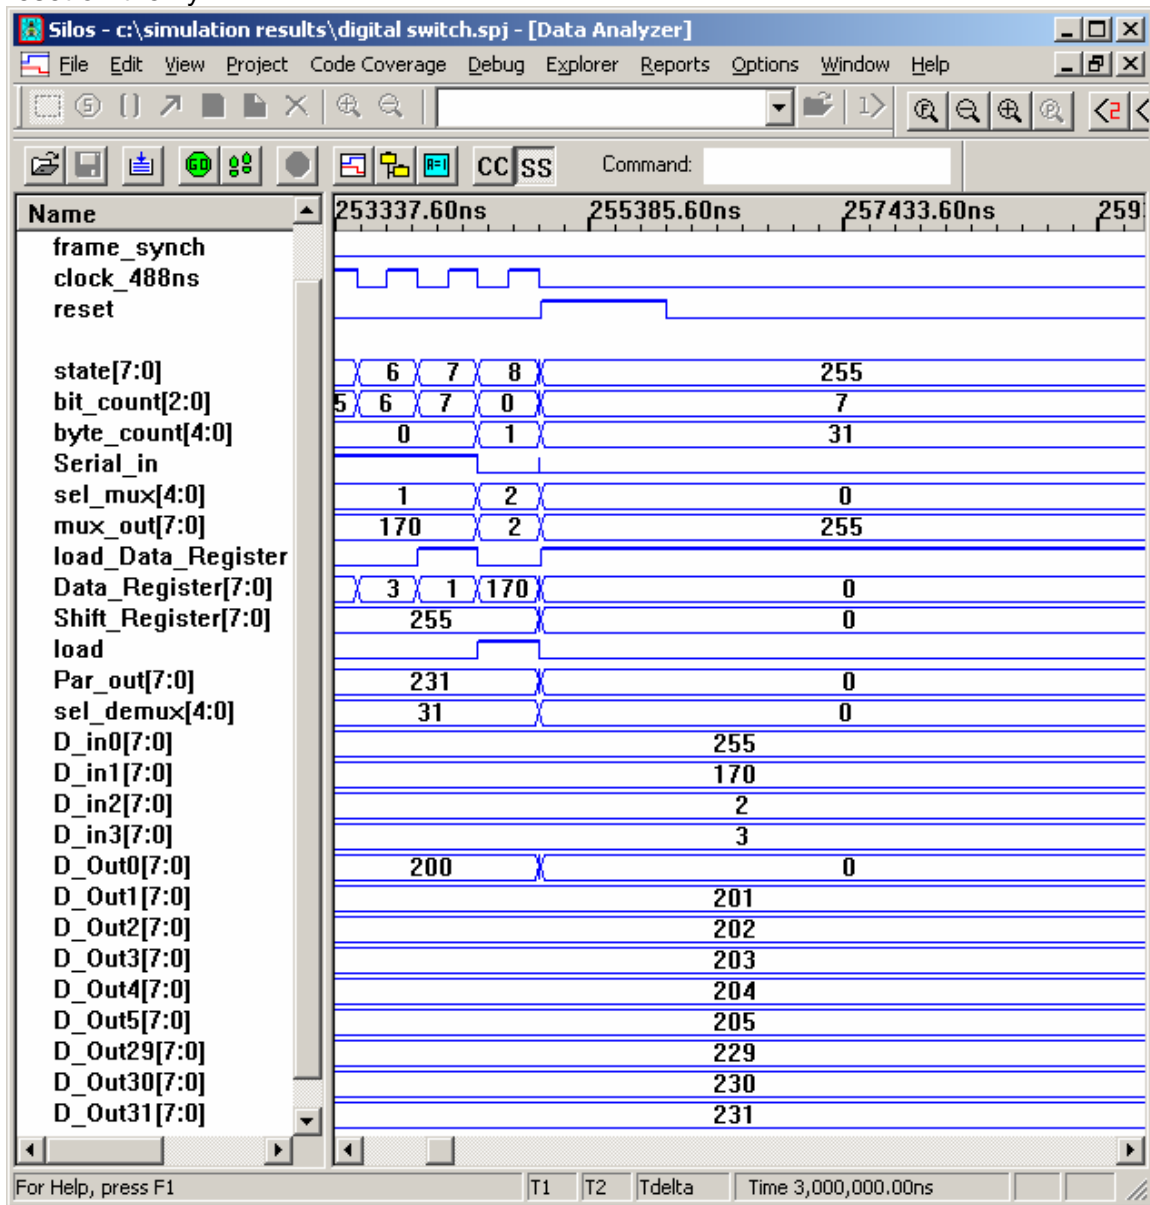 Silos - c:\simulation results\digital switch.spj - [Data Analyzer]
File Edit View Project Code Coverage Debug Explorer Reports Options Window Help
GO CC SS Command:
Name 253337.60ns 255385.60ns 257433.60ns 259
frame_synch
clock_488ns
reset
state[7:0] 6 7 8 255
bit_count[2:0] 5 6 7 0 7
byte_count[4:0] 0 1 31
Serial_in
sel_mux[4:0] 1 2 0
mux_out[7:0] 170 2 255
load_Data_Register
Data_Register[7:0] 3 1 170 0
Shift_Register[7:0] 255 0
load
Par_out[7:0] 231 0
sel_demux[4:0] 31 0
D_in0[7:0] 255
D_in1[7:0] 170
D_in2[7:0] 2
D_in3[7:0] 3
D_Out0[7:0] 200 0
D_Out1[7:0] 201
D_Out2[7:0] 202
D_Out3[7:0] 203
D_Out4[7:0] 204
D_Out5[7:0] 205
D_Out29[7:0] 229
D_Out30[7:0] 230
D_Out31[7:0] 231
For Help, press F1 T1 T2 Tdelta Time 3,000,000.00ns